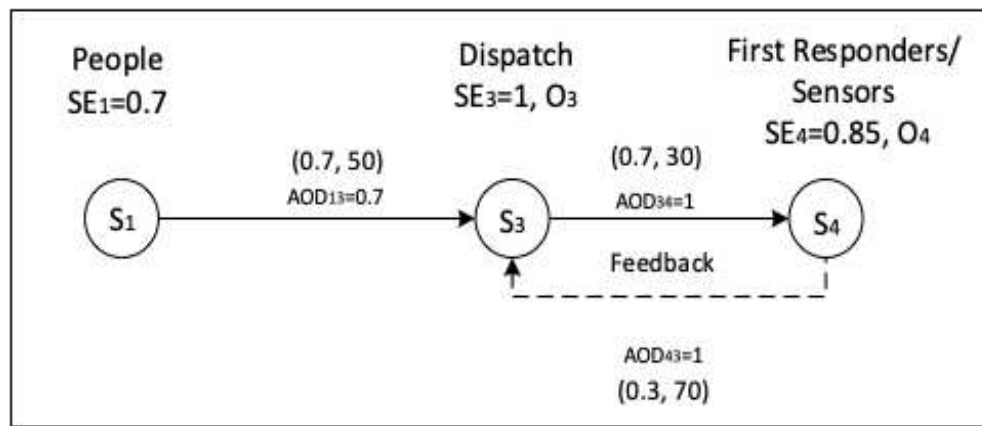 People
SE1=0.7
Dispatch
SE3=1, O3
First Responders/
Sensors
SE4=0.85, O4
(0.7, 50)
AOD13=0.7
(0.7, 30)
AOD34=1
S1
S3
S4
Feedback
AOD43=1
(0.3, 70)